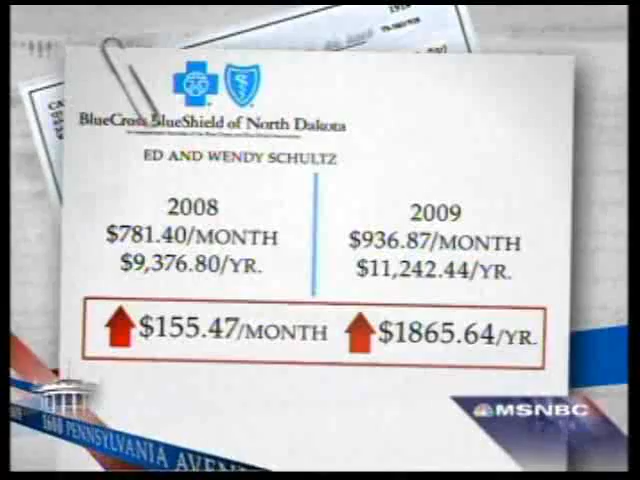 BlueCross BlueShield of North Dakota
ED AND WENDY SCHULTZ
2008
$781.40/MONTH
$9,376.80/YR.
2009
$936.87/MONTH
$11,242.44/YR.
$155.47/MONTH $1865.64/YR.
MSNBC
1600 PENNSYLVANIA AVEN